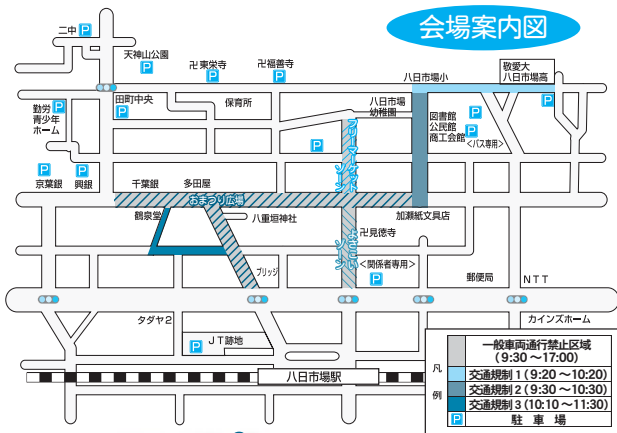 会場案内図
二中 P
天神山公園
P
卍東栄寺
P
卍福善寺
P
八日市場小
敬愛大
八日市場高
P
勤労 P
青少年
ホーム
田町中央
P
保育所
八日市場
幼稚園
図書館
公民館
商工会館
P
P
<バス専用>
P
フリーマーケットゾーン
京葉銀
P
興銀
P
千葉銀
多田屋
おまつり広場
鶴泉堂
八重垣神社
加瀬紙文具店
よさこいゾーン
卍見徳寺
<関係者専用>
P
ブリッジ
郵便局
NTT
タダヤ2
カインズホーム
JT跡地
P
八日市場駅
凡例
一般車両通行禁止区域
(9:30〜17:00)
交通規制1(9:20〜10:20)
交通規制2(9:30〜10:30)
交通規制3(10:10〜11:30)
P 駐車場